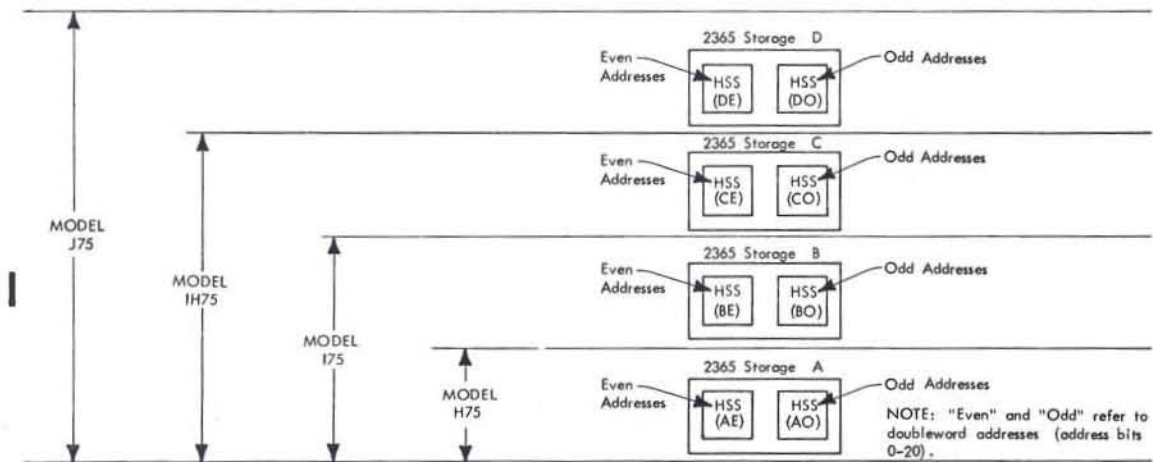 2365 Storage D
Even
Addresses
HSS
(DE)
HSS
(DO)
Odd Addresses
2365 Storage C
Even
Addresses
HSS
(CE)
HSS
(CO)
Odd Addresses
MODEL
J75
2365 Storage B
Even
Addresses
HSS
(BE)
HSS
(BO)
Odd Addresses
MODEL
IH75
MODEL
I75
MODEL
H75
2365 Storage A
Even
Addresses
HSS
(AE)
HSS
(AO)
Odd Addresses
NOTE: "Even" and "Odd" refer to
doubleword addresses (address bits
0-20).